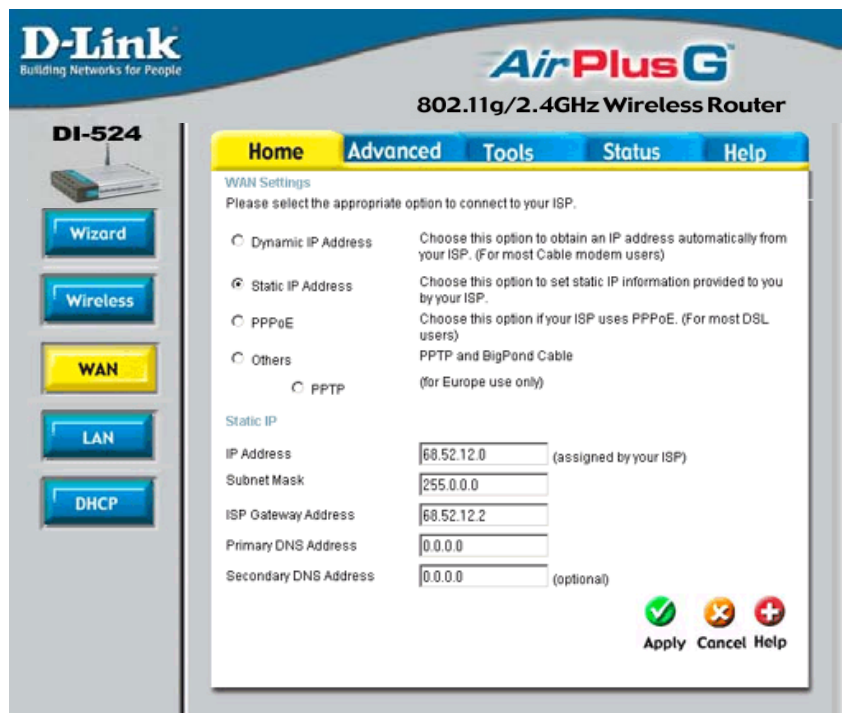 D-Link
Building Networks for People
AirPlus G
802.11g/2.4GHz Wireless Router
DI-524
Home Advanced Tools Status Help
Wizard
Wireless
WAN
LAN
DHCP
WAN Settings
Please select the appropriate option to connect to your ISP.
Dynamic IP Address Choose this option to obtain an IP address automatically from
your ISP. (For most Cable modem users)
Static IP Address Choose this option to set static IP information provided to you
by your ISP.
PPPoE Choose this option if your ISP uses PPPoE. (For most DSL
users)
Others PPTP and BigPond Cable
PPTP (for Europe use only)
Static IP
IP Address 68.52.12.0 (assigned by your ISP)
Subnet Mask 255.0.0.0
ISP Gateway Address 68.52.12.2
Primary DNS Address 0.0.0.0
Secondary DNS Address 0.0.0.0 (optional)
Apply Cancel Help